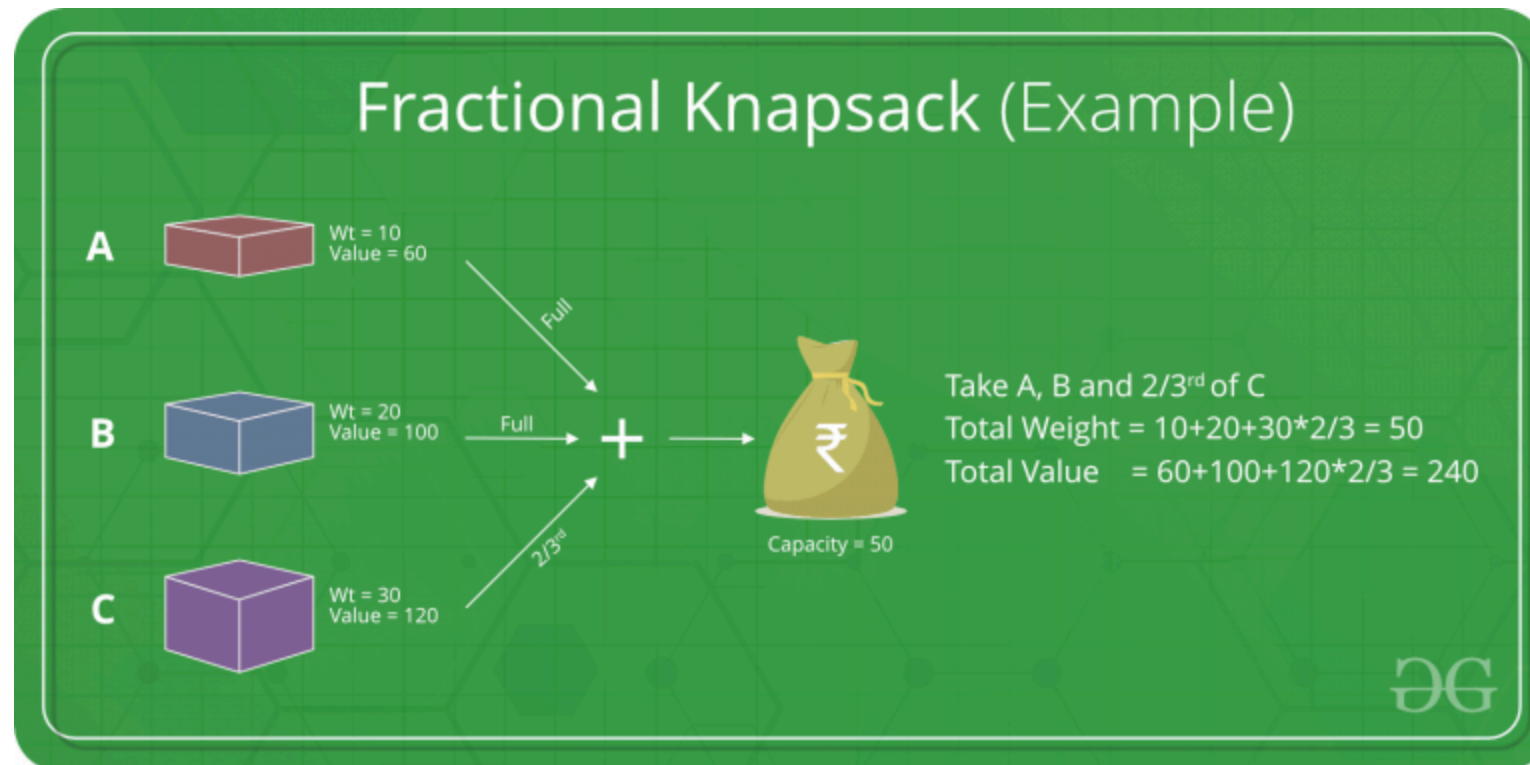 Fractional Knapsack (Example)
A
Wt = 10
Value = 60
Full
B
Wt = 20
Value = 100
Full
+
C
Wt = 30
Value = 120
2/3rd
₹
Capacity = 50
Take A, B and 2/3rd of C
Total Weight = 10+20+30*2/3 = 50
Total Value = 60+100+120*2/3 = 240
GG